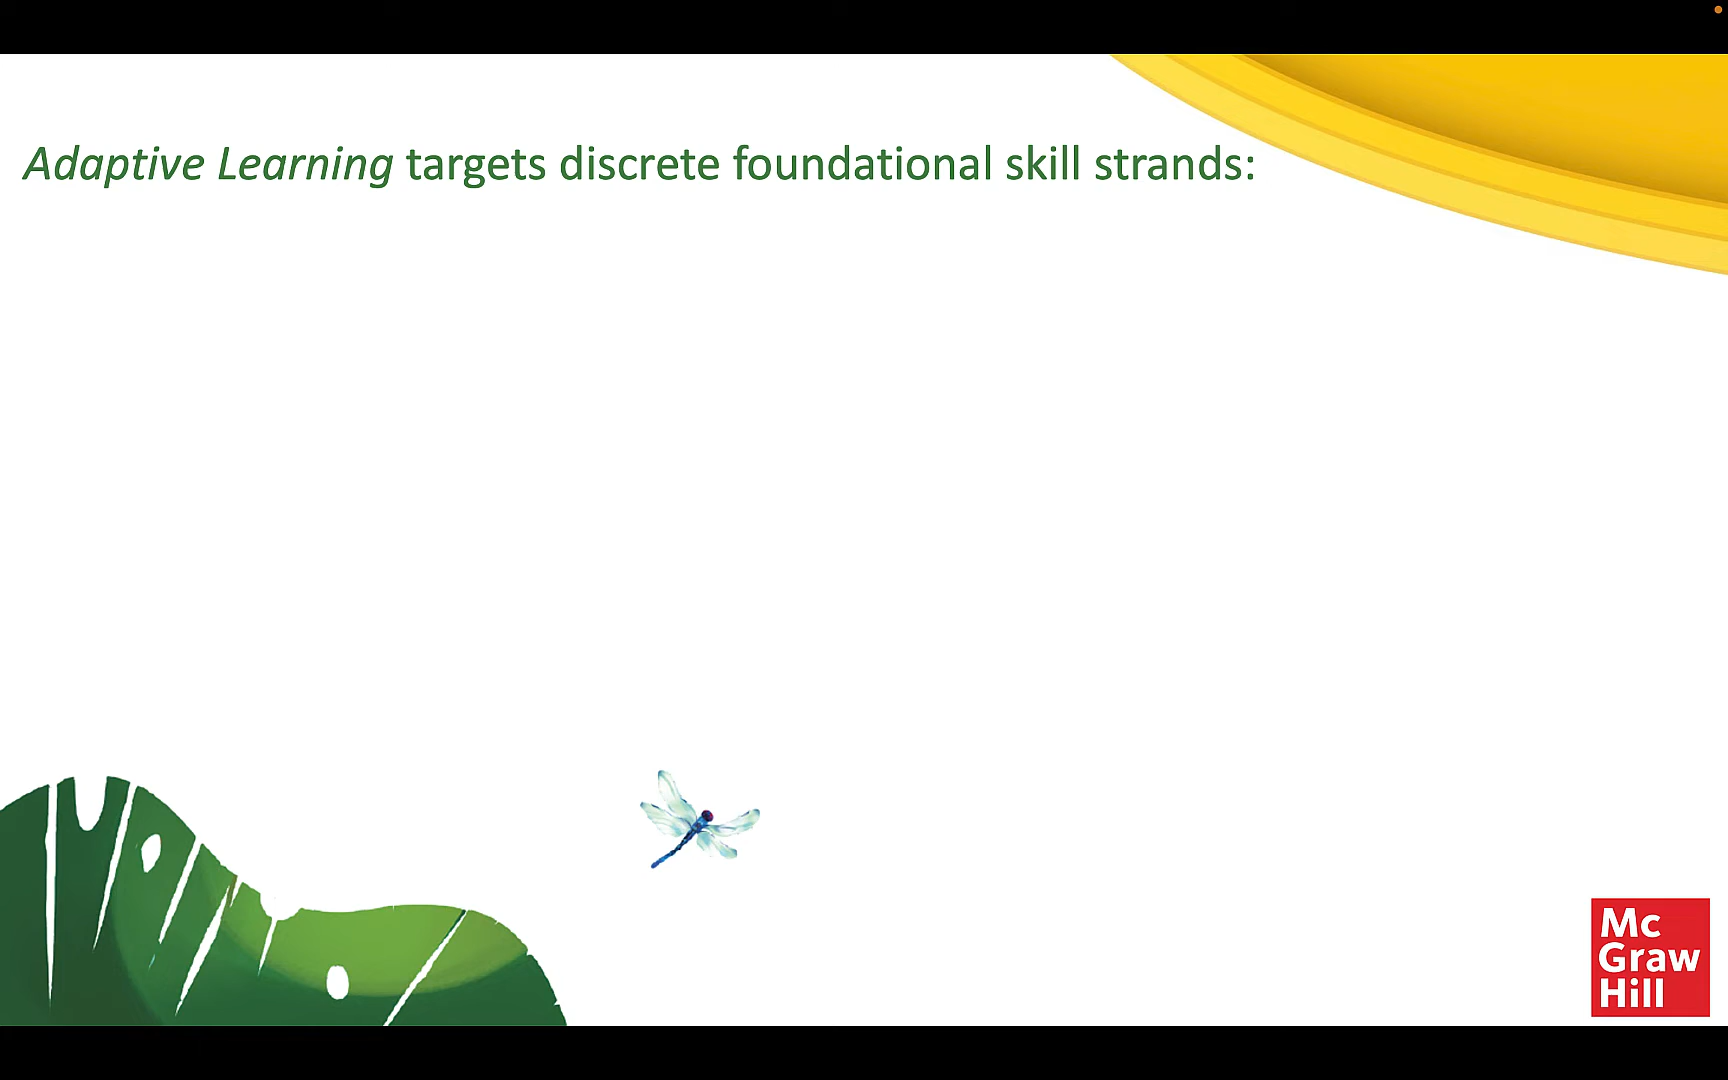 Adaptive Learning targets discrete foundational skill strands:
Mc
Graw
Hill